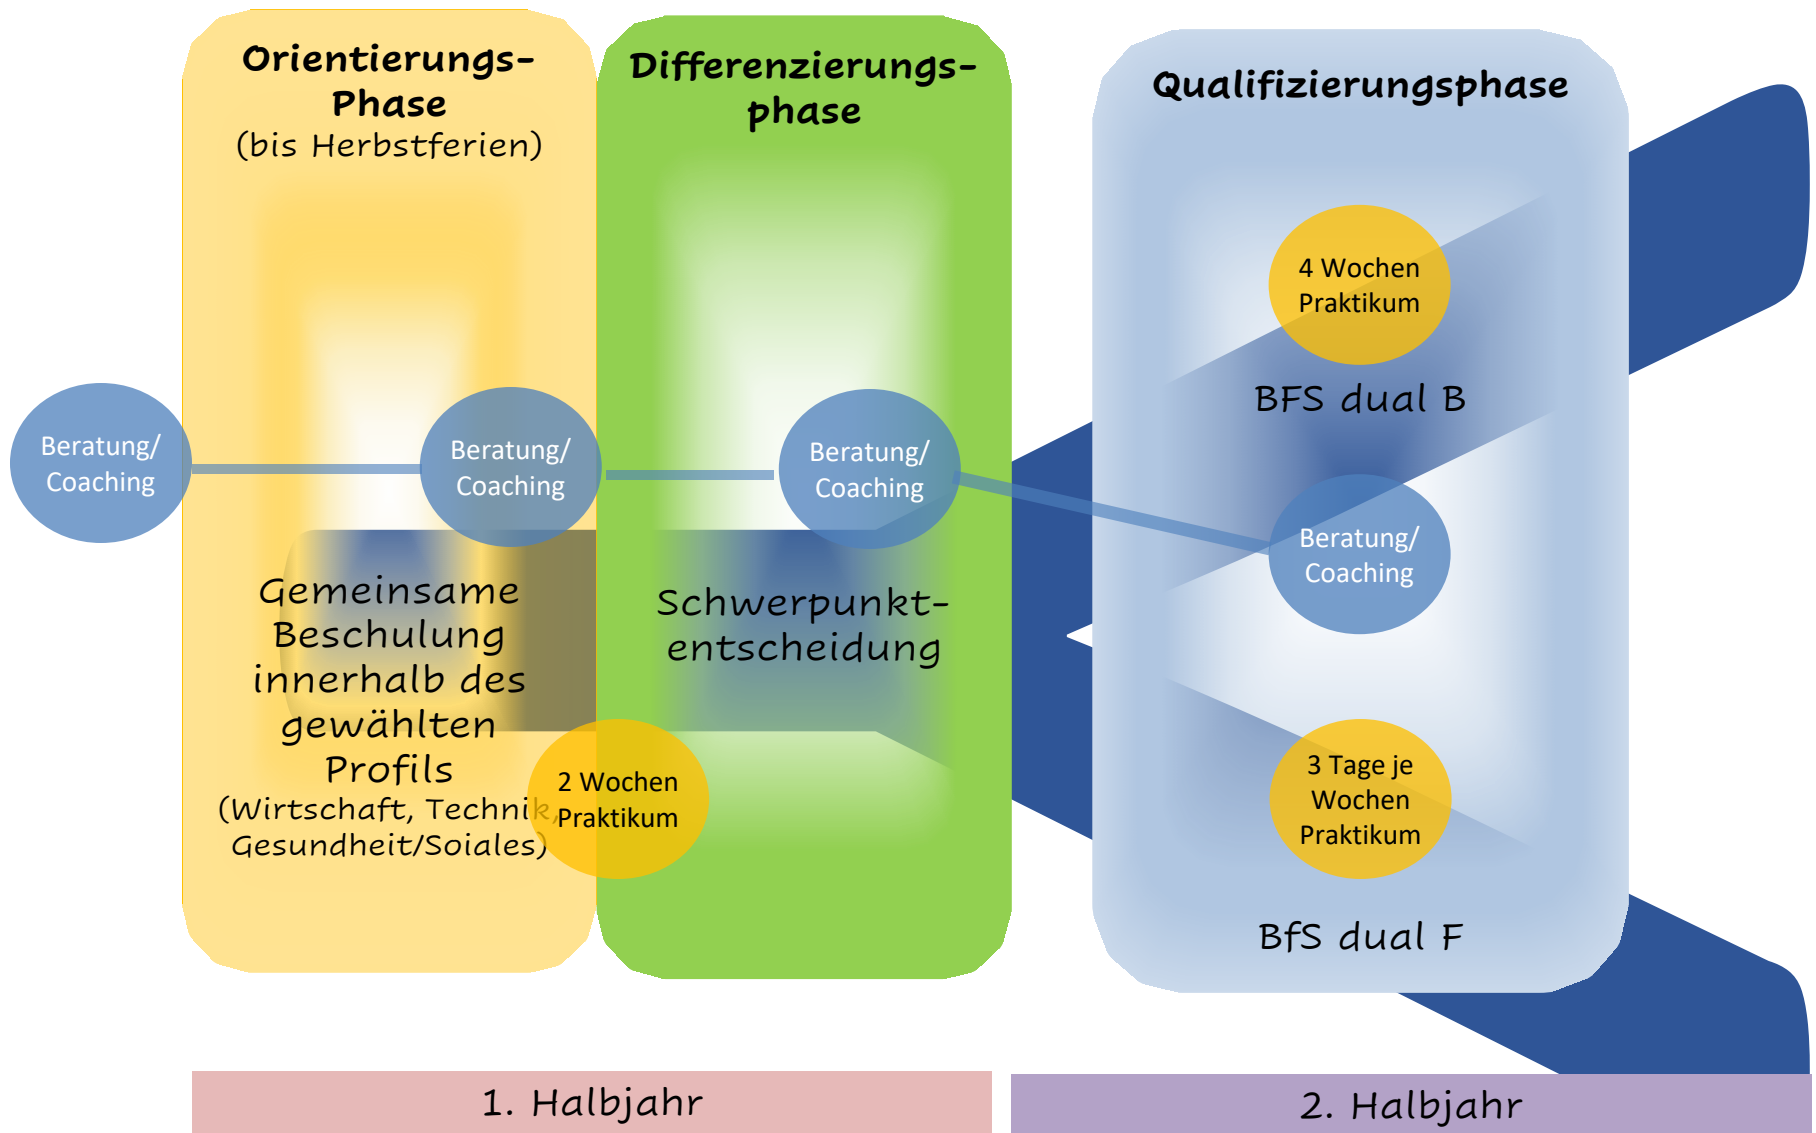 Orientierungs-
Phase
(bis Herbstferien)
Differenzierungs-
phase
Qualifizierungsphase
4 Wochen
Praktikum
BFS dual B
Beratung/
Coaching
Beratung/
Coaching
Beratung/
Coaching
Beratung/
Coaching
Gemeinsame
Beschulung
innerhalb des
gewählten
Profils
(Wirtschaft, Technik,
Gesundheit/Soiales)
Schwerpunkt-
entscheidung
2 Wochen
Praktikum
3 Tage je
Wochen
Praktikum
BfS dual F
1. Halbjahr
2. Halbjahr